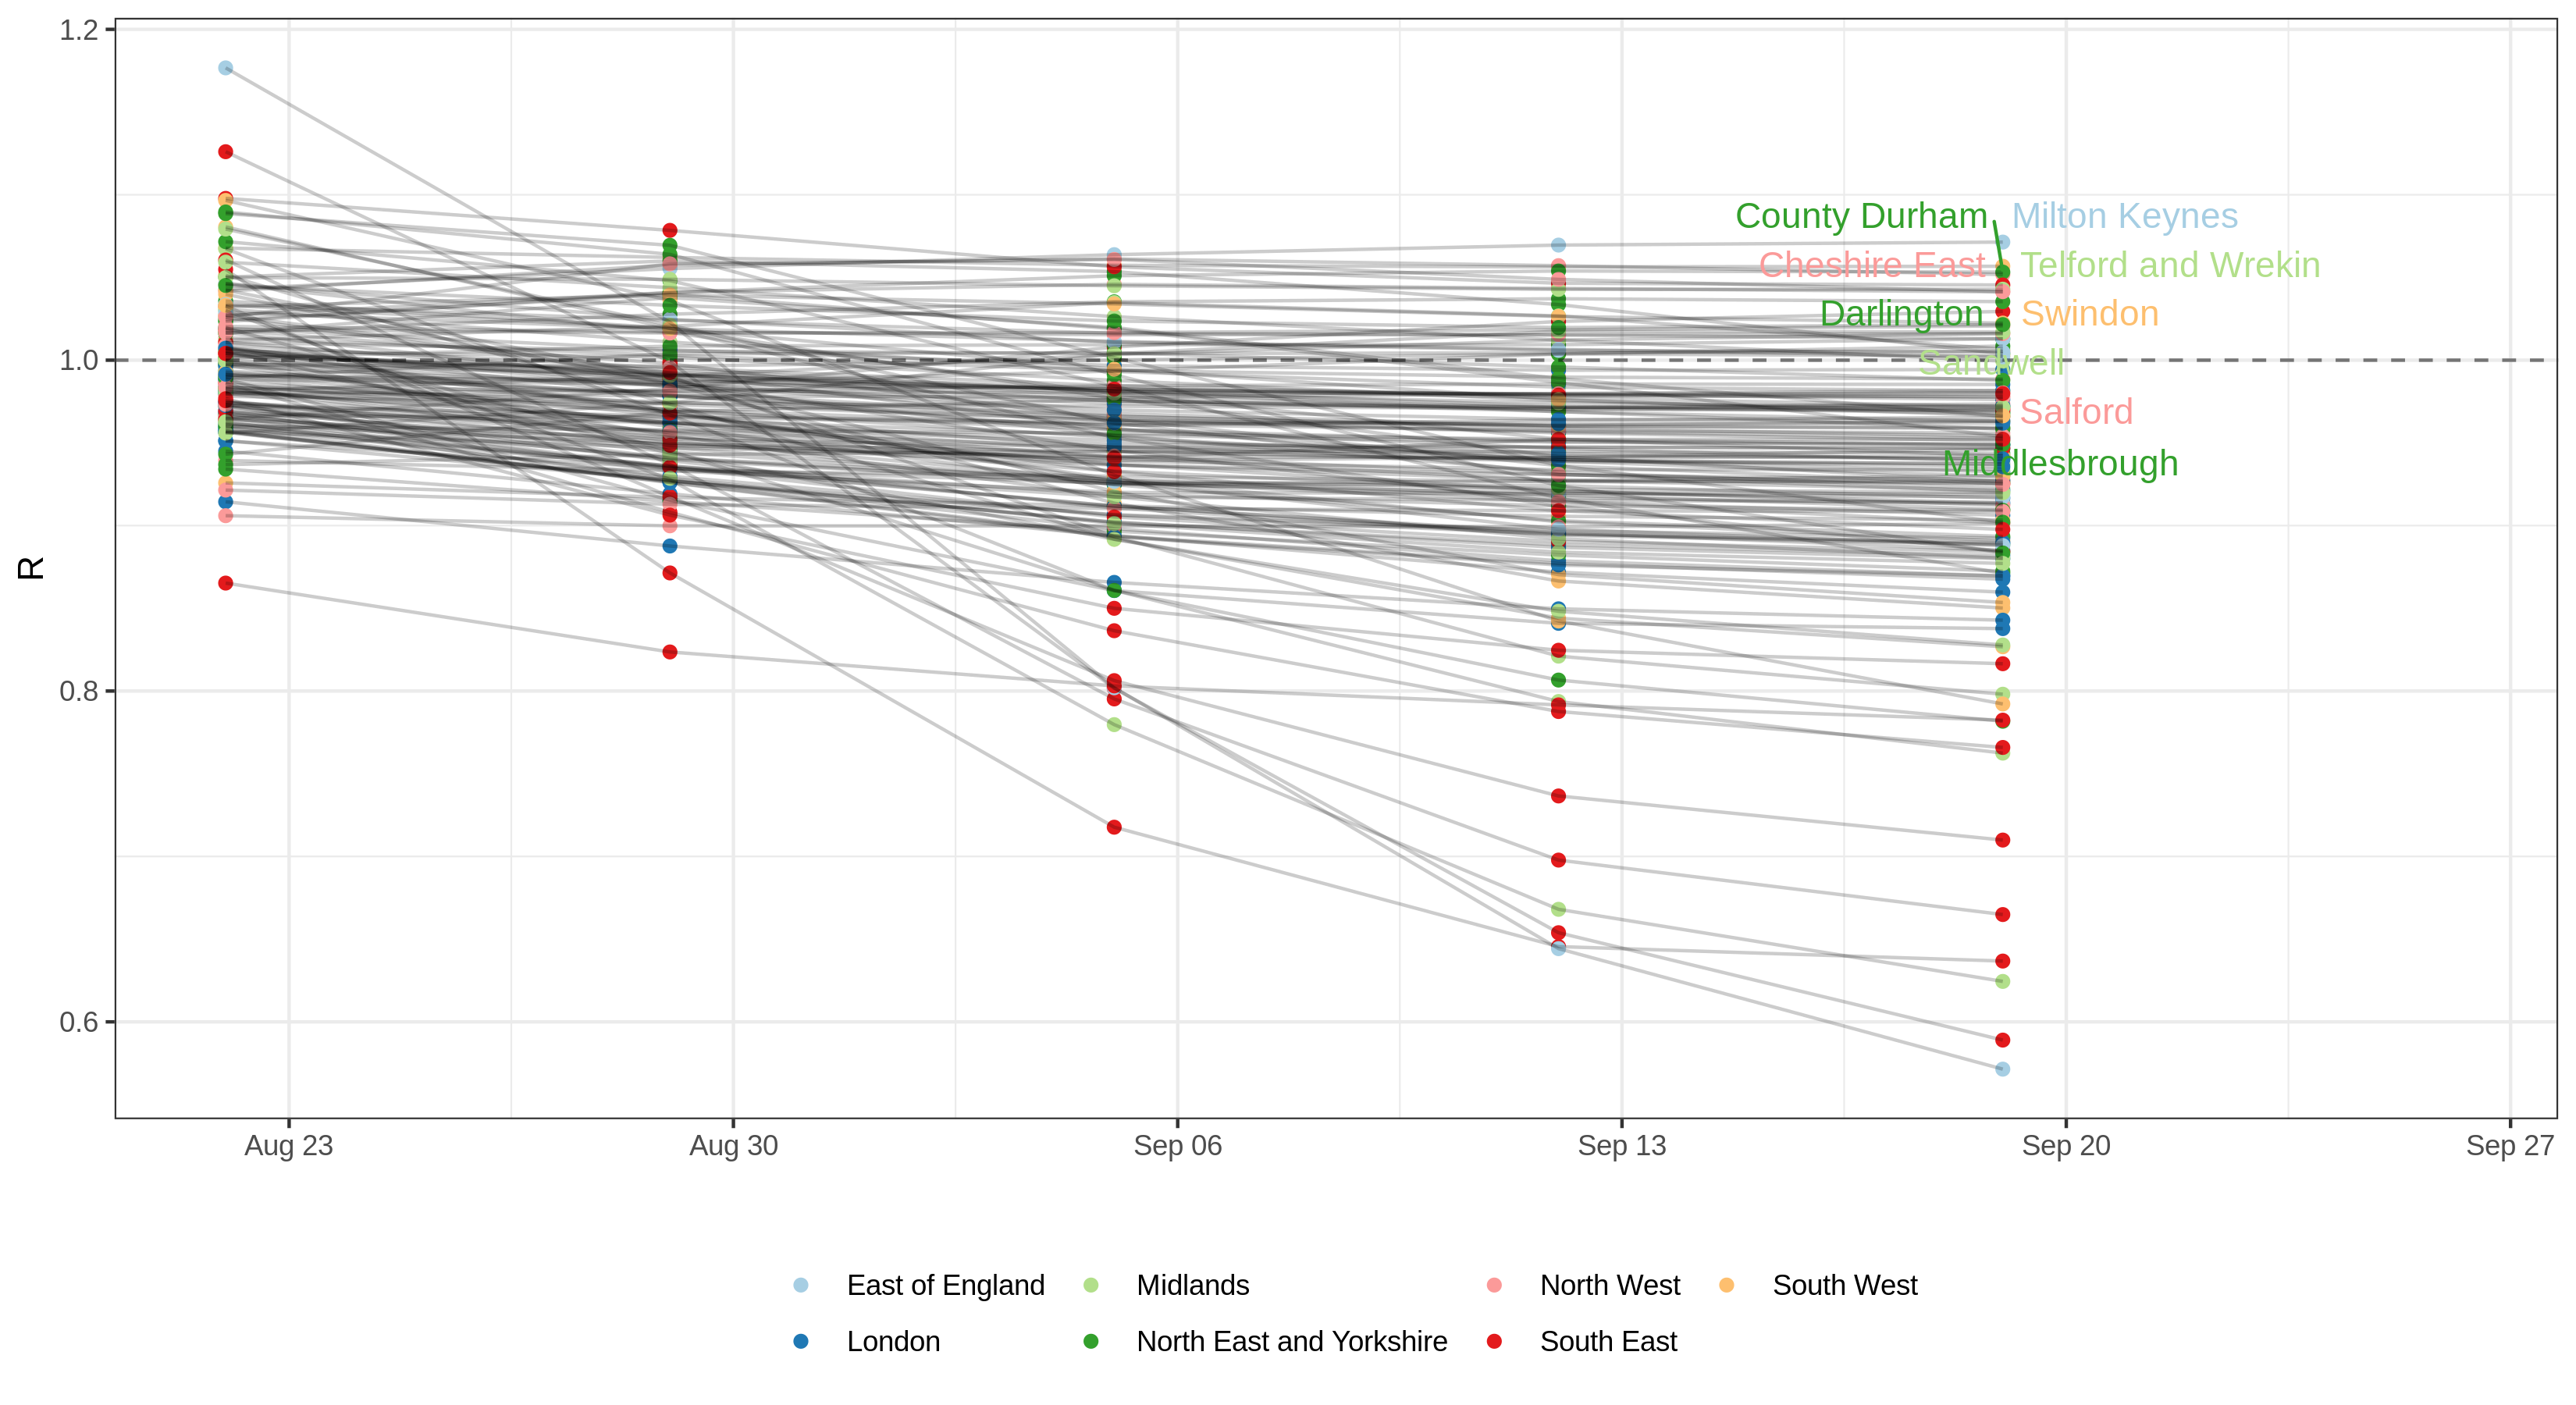 1.2
1.0
0.8
0.6
R
County Durham
Milton Keynes
Cheshire East
Telford and Wrekin
Darlington
Swindon
Sandwell
Salford
Middlesbrough
Aug 23
Aug 30
Sep 06
Sep 13
Sep 20
Sep 27
East of England
Midlands
North West
South West
London
North East and Yorkshire
South East